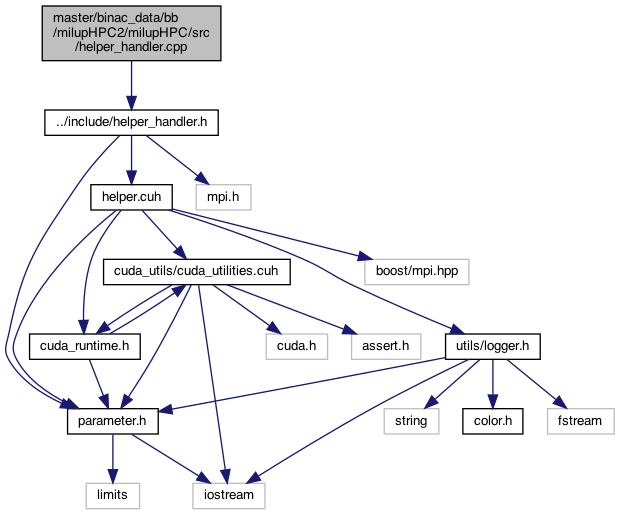 master/binac_data/bb
/milupHPC2/milupHPC/src
/helper_handler.cpp
../include/helper_handler.h
helper.cuh
mpi.h
cuda_utils/cuda_utilities.cuh
boost/mpi.hpp
cuda_runtime.h
cuda.h
assert.h
utils/logger.h
parameter.h
string
color.h
fstream
limits
iostream